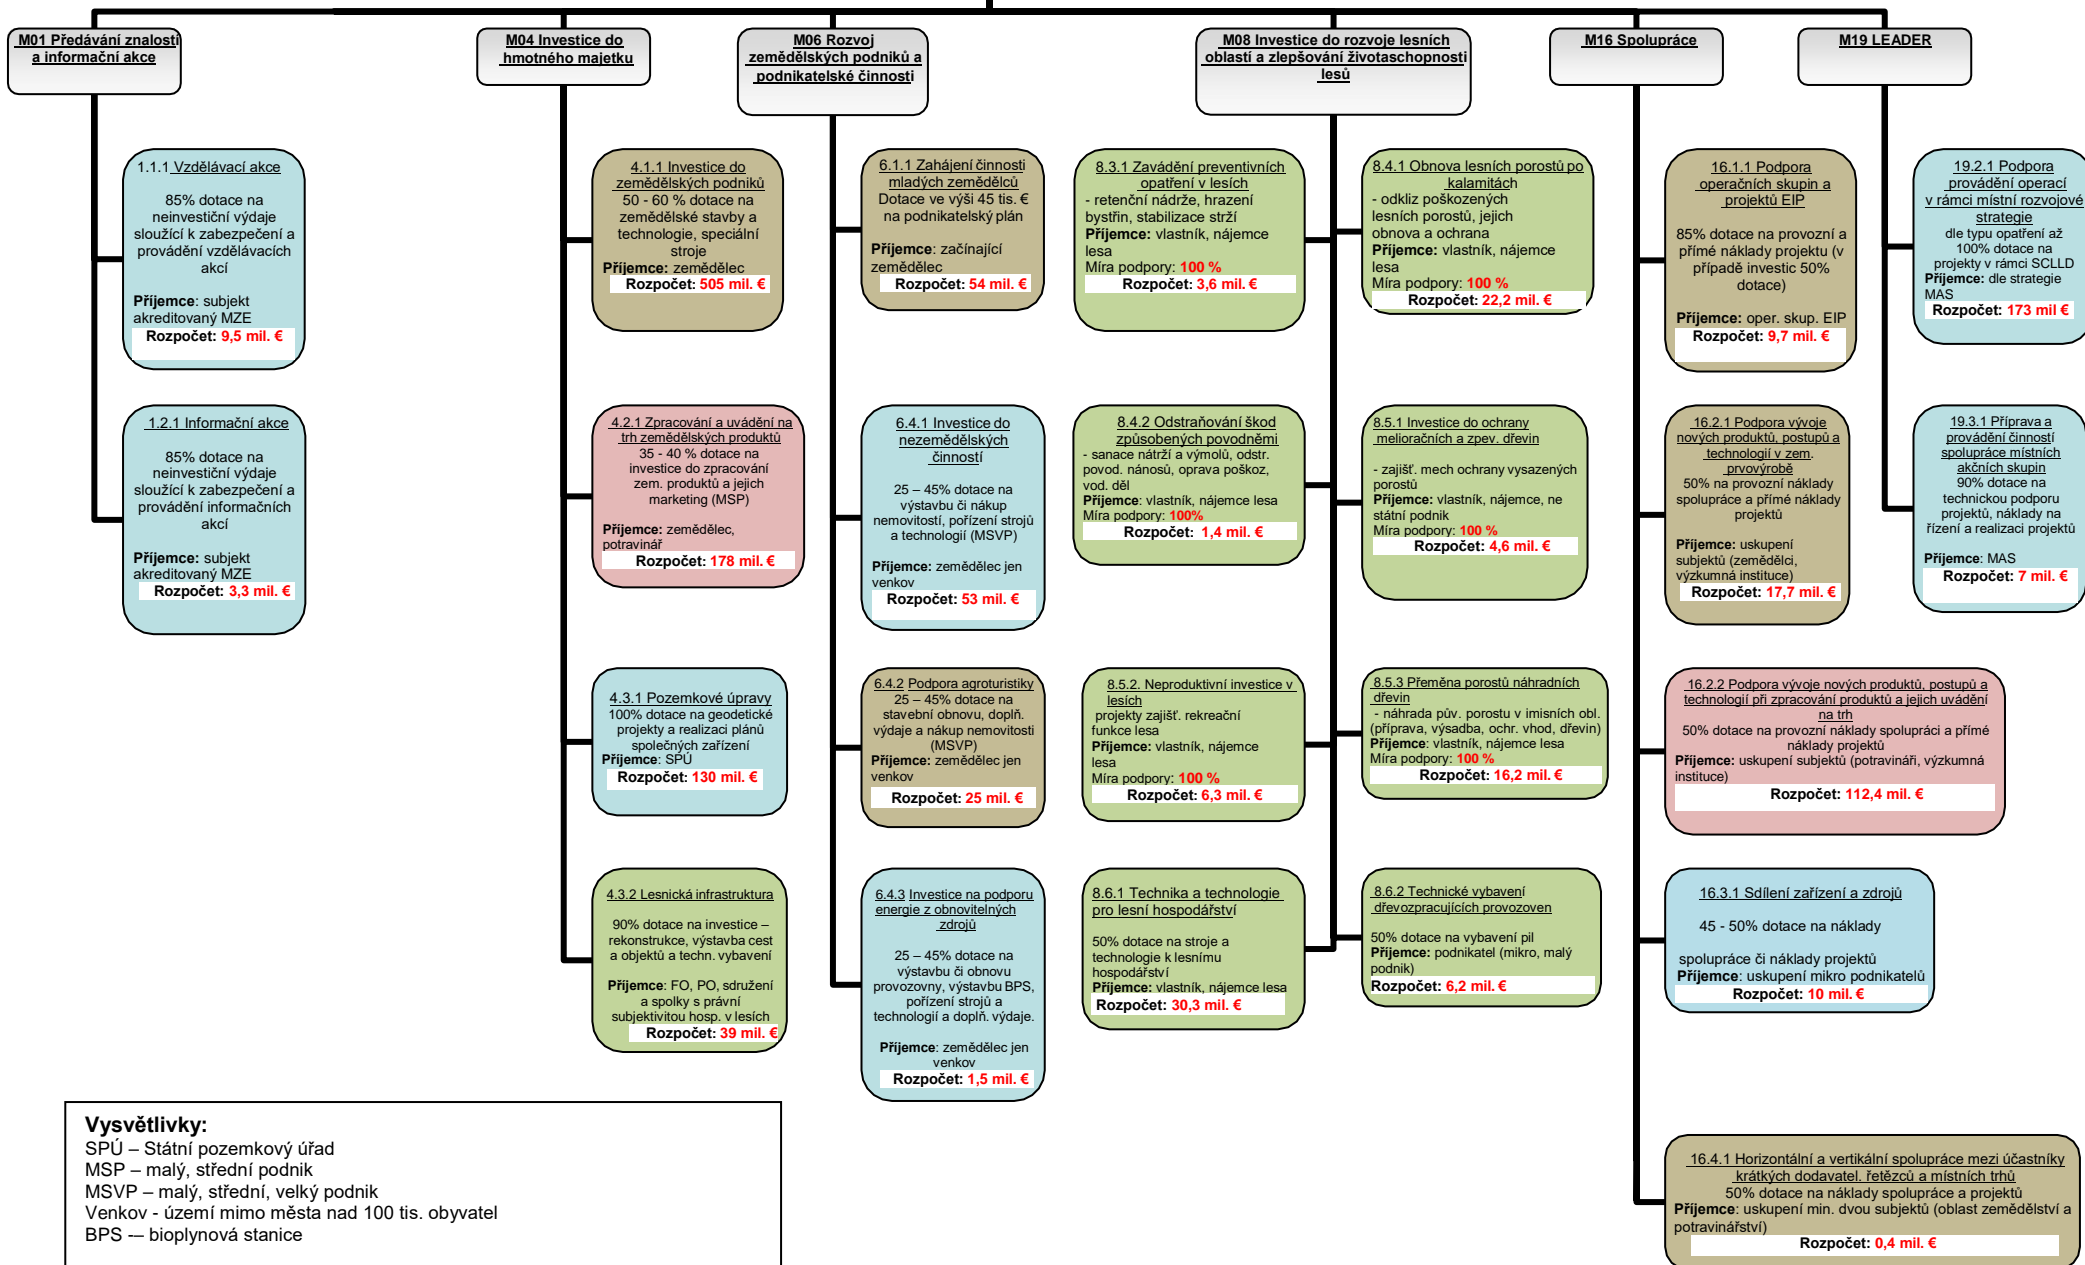 M01 Předávání znalostí
a informační akce
M04 Investice do
hmotného majetku
M06 Rozvoj
zemědělských podniků a
podnikatelské činnosti
M08 Investice do rozvoje lesních
oblastí a zlepšování životaschopnosti
lesů
M16 Spolupráce
M19 LEADER
1.1.1 Vzdělávací akce
85% dotace na
neinvestiční výdaje
sloužící k zabezpečení a
provádění vzdělávacích
akcí
Příjemce: subjekt
akreditovaný MZE
Rozpočet: 9,5 mil. €
1.2.1 Informační akce
85% dotace na
neinvestiční výdaje
sloužící k zabezpečení a
provádění informačních
akcí
Příjemce: subjekt
akreditovaný MZE
Rozpočet: 3,3 mil. €
4.1.1 Investice do
zemědělských podniků
50 - 60 % dotace na
zemědělské stavby a
technologie, speciální
stroje
Příjemce: zemědělec
Rozpočet: 505 mil. €
4.2.1 Zpracování a uvádění na
trh zemědělských produktů
35 - 40 % dotace na
investice do zpracování
zem. produktů a jejich
marketing (MSP)
Příjemce: zemědělec,
potravinář
Rozpočet: 178 mil. €
4.3.1 Pozemkové úpravy
100% dotace na geodetické
projekty a realizaci plánů
společných zařízení
Příjemce: SPÚ
Rozpočet: 130 mil. €
4.3.2 Lesnická infrastruktura
90% dotace na investice –
rekonstrukce, výstavba cest
a objektů a techn. vybavení
Příjemce: FO, PO, sdružení
a spolky s právní
subjektivitou hosp. v lesích
Rozpočet: 39 mil. €
6.1.1 Zahájení činnosti
mladých zemědělců
Dotace ve výši 45 tis. €
na podnikatelský plán
Příjemce: začínající
zemědělec
Rozpočet: 54 mil. €
6.4.1 Investice do
nezemědělských
činností
25 – 45% dotace na
výstavbu či nákup
nemovitostí, pořízení strojů
a technologií (MSVP)
Příjemce: zemědělec jen
venkov
Rozpočet: 53 mil. €
6.4.2 Podpora agroturistiky
25 – 45% dotace na
stavební obnovu, doplň.
výdaje a nákup nemovitosti
(MSVP)
Příjemce: zemědělec jen
venkov
Rozpočet: 25 mil. €
6.4.3 Investice na podporu
energie z obnovitelných
zdrojů
25 – 45% dotace na
výstavbu či obnovu
provozovny, výstavbu BPS,
pořízení strojů a
technologií a doplň. výdaje.
Příjemce: zemědělec jen
venkov
Rozpočet: 1,5 mil. €
8.3.1 Zavádění preventivních
opatření v lesích
- retenční nádrže, hrazení
bystřin, stabilizace strží
Příjemce: vlastník, nájemce
lesa
Míra podpory: 100 %
Rozpočet: 3,6 mil. €
8.4.1 Obnova lesních porostů po
kalamitách
- odkliz poškozených
lesních porostů, jejich
obnova a ochrana
Příjemce: vlastník, nájemce
lesa
Míra podpory: 100 %
Rozpočet: 22,2 mil. €
8.4.2 Odstraňování škod
způsobených povodněmi
- sanace nátrží a výmolů, odstr.
povod. nánosů, oprava poškoz,
vod. děl
Příjemce: vlastník, nájemce lesa
Míra podpory: 100%
Rozpočet: 1,4 mil. €
8.5.1 Investice do ochrany
melioračních a zpev. dřevin
- zajišť. mech ochrany vysazených
porostů
Příjemce: vlastník, nájemce, ne
státní podnik
Míra podpory: 100 %
Rozpočet: 4,6 mil. €
8.5.2. Neproduktivní investice v
lesích
projekty zajišť. rekreační
funkce lesa
Příjemce: vlastník, nájemce
lesa
Míra podpory: 100 %
Rozpočet: 6,3 mil. €
8.5.3 Přeměna porostů náhradních
dřevin
- náhrada pův. porostu v imisních obl.
(příprava, výsadba, ochr. vhod, dřevin)
Příjemce: vlastník, nájemce lesa
Míra podpory: 100 %
Rozpočet: 16,2 mil. €
8.6.1 Technika a technologie
pro lesní hospodářství
50% dotace na stroje a
technologie k lesnímu
hospodářství
Příjemce: vlastník, nájemce lesa
Rozpočet: 30,3 mil. €
8.6.2 Technické vybavení
dřevozpracujících provozoven
50% dotace na vybavení pil
Příjemce: podnikatel (mikro, malý
podnik)
Rozpočet: 6,2 mil. €
16.1.1 Podpora
operačních skupin a
projektů EIP
85% dotace na provozní a
přímé náklady projektu (v
případě investic 50%
dotace)
Příjemce: oper. skup. EIP
Rozpočet: 9,7 mil. €
16.2.1 Podpora vývoje
nových produktů, postupů a
technologií v zem.
prvovýrobě
50% na provozní náklady
spolupráce a přímé náklady
projektů
Příjemce: uskupení
subjektů (zemědělci,
výzkumná instituce)
Rozpočet: 17,7 mil. €
16.2.2 Podpora vývoje nových produktů, postupů a
technologií při zpracování produktů a jejich uvádění
na trh
50% dotace na provozní náklady spolupráci a přímé
náklady projektů
Příjemce: uskupení subjektů (potravináři, výzkumná
instituce)
Rozpočet: 112,4 mil. €
16.3.1 Sdílení zařízení a zdrojů
45 - 50% dotace na náklady
spolupráce či náklady projektů
Příjemce: uskupení mikro podnikatelů
Rozpočet: 10 mil. €
16.4.1 Horizontální a vertikální spolupráce mezi účastníky
krátkých dodavatel. řetězců a místních trhů
50% dotace na náklady spolupráce a projektů
Příjemce: uskupení min. dvou subjektů (oblast zemědělství a
potravinářství)
Rozpočet: 0,4 mil. €
19.2.1 Podpora
provádění operací
v rámci místní rozvojové
strategie
dle typu opatření až
100% dotace na
projekty v rámci SCLLD
Příjemce: dle strategie
MAS
Rozpočet: 173 mil €
19.3.1 Příprava a
provádění činností
spolupráce místních
akčních skupin
90% dotace na
technickou podporu
projektů, náklady na
řízení a realizaci projektů
Příjemce: MAS
Rozpočet: 7 mil. €
Vysvětlivky:
SPÚ – Státní pozemkový úřad
MSP – malý, střední podnik
MSVP – malý, střední, velký podnik
Venkov - území mimo města nad 100 tis. obyvatel
BPS -– bioplynová stanice